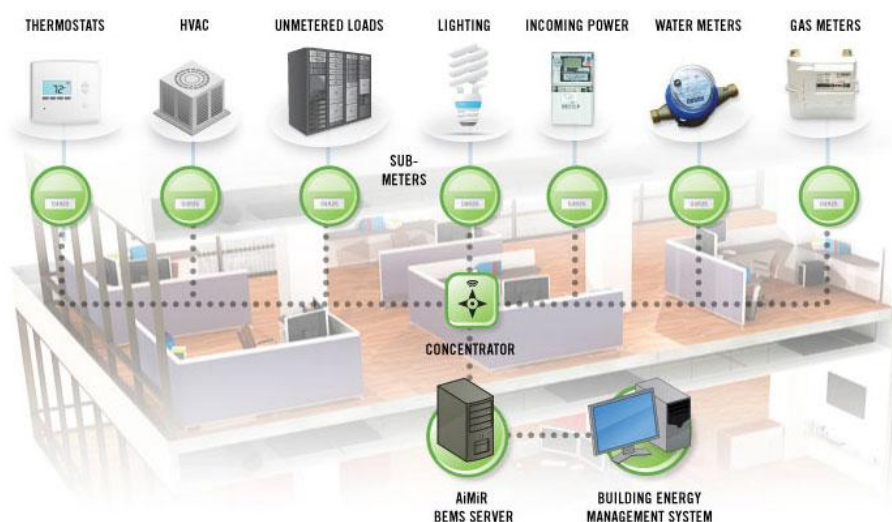 THERMOSTATS
HVAC
UNMETERED LOADS
LIGHTING
INCOMING POWER
WATER METERS
GAS METERS
72°
SUB-
METERS
CONCENTRATOR
AiMiR
BEMS SERVER
BUILDING ENERGY
MANAGEMENT SYSTEM